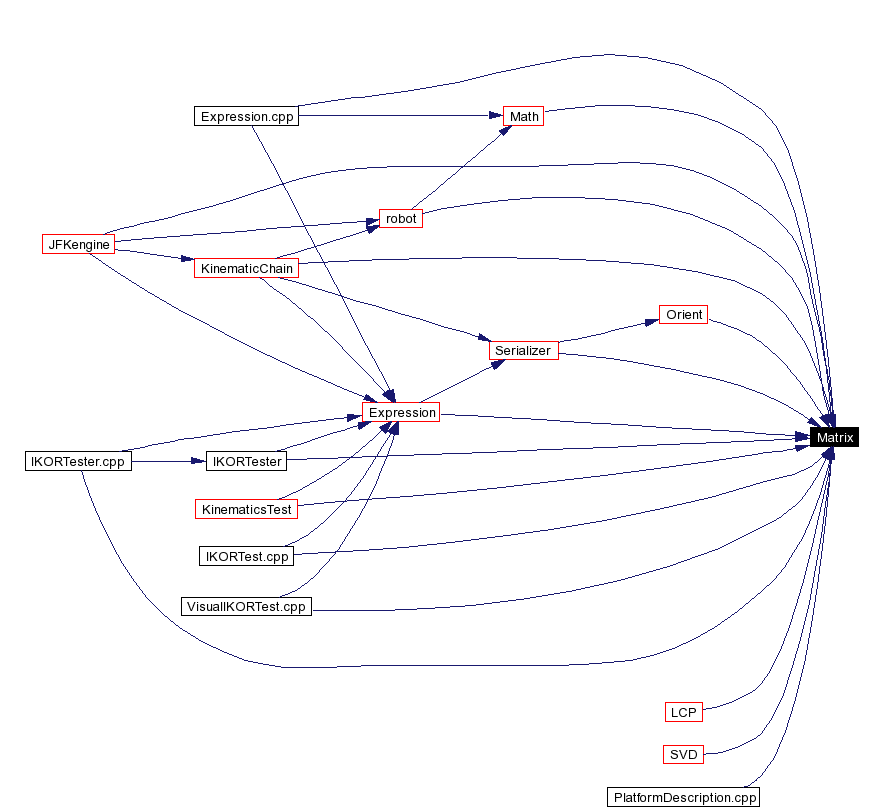 Expression.cpp
Math
robot
JFKengine
KinematicChain
Orient
Serializer
Expression
Matrix
IKORTester.cpp
IKORTester
KinematicsTest
IKORTest.cpp
VisualIKORTest.cpp
LCP
SVD
PlatformDescription.cpp